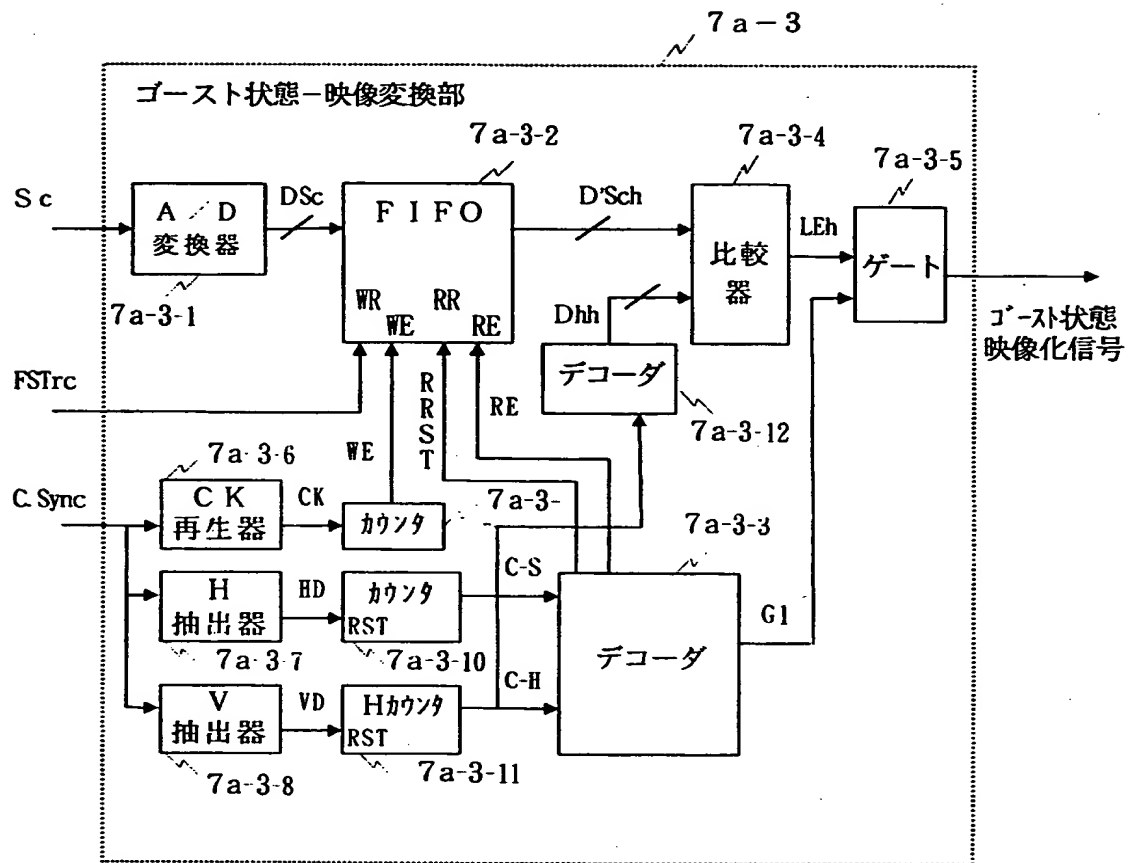 7a-3
ゴースト状態-映像変換部
7a-3-2
7a-3-4
7a-3-5
Sc
A/D
変換器
DSc
FIFO
D'Sch
比較
器
LEh
ゲート
7a-3-1
WR
WE
RR
RE
Dhh
デコーダ
ゴースト状態
映像化信号
FSTrc
RRST
RE
7a-3-12
WE
7a-3-6
7a-3-
C.Sync
CK
再生器
CK
カウンタ
7a-3-3
H
抽出器
HD
カウンタ
RST
C-S
デコーダ
G1
7a-3-7
7a-3-10
V
抽出器
VD
Hカウンタ
RST
C-H
7a-3-8
7a-3-11